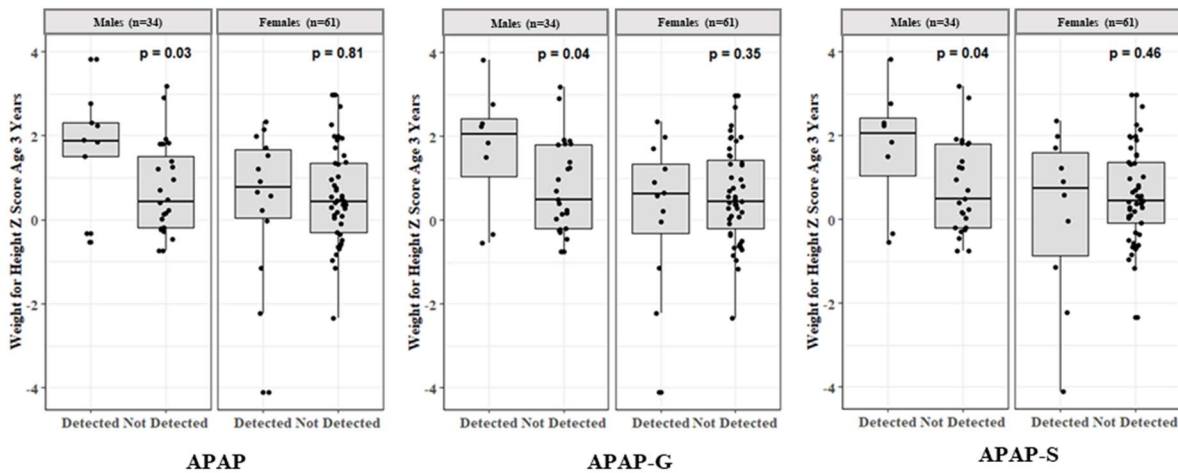 Males (n=34) Females (n=61)
p = 0.03 p = 0.81
Weight for Height Z Score Age 3 Years
4
2
0
-2
-4
Detected Not Detected Detected Not Detected
APAP
Males (n=34) Females (n=61)
p = 0.04 p = 0.35
Weight for Height Z Score Age 3 Years
4
2
0
-2
-4
Detected Not Detected Detected Not Detected
APAP-G
Males (n=34) Females (n=61)
p = 0.04 p = 0.46
Weight for Height Z Score Age 3 Years
4
2
0
-2
-4
Detected Not Detected Detected Not Detected
APAP-S